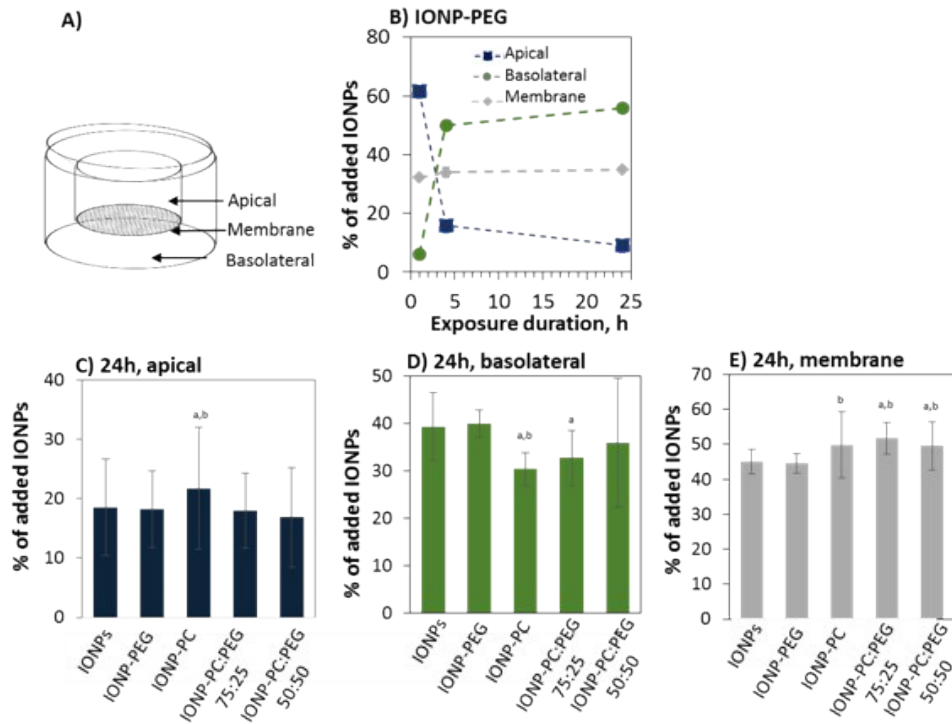 A)
Apical
Membrane
Basolateral
B) IONP-PEG
% of added IONPs
80
60
40
20
0
Apical
Basolateral
Membrane
0 5 10 15 20 25
Exposure duration, h
C) 24h, apical
% of added IONPs
50
40
30
20
10
0
a,b
IONPs
IONP-PEG
IONP-PC
IONP-PC:PEG
75:25
IONP-PC:PEG
50:50
D) 24h, basolateral
% of added IONPs
50
40
30
20
10
0
a,b
a
IONPs
IONP-PEG
IONP-PC
IONP-PC:PEG
75:25
IONP-PC:PEG
50:50
E) 24h, membrane
% of added IONPs
70
60
50
40
30
20
10
0
b
a,b
a,b
IONPs
IONP-PEG
IONP-PC
IONP-PC:PEG
75:25
IONP-PC:PEG
50:50